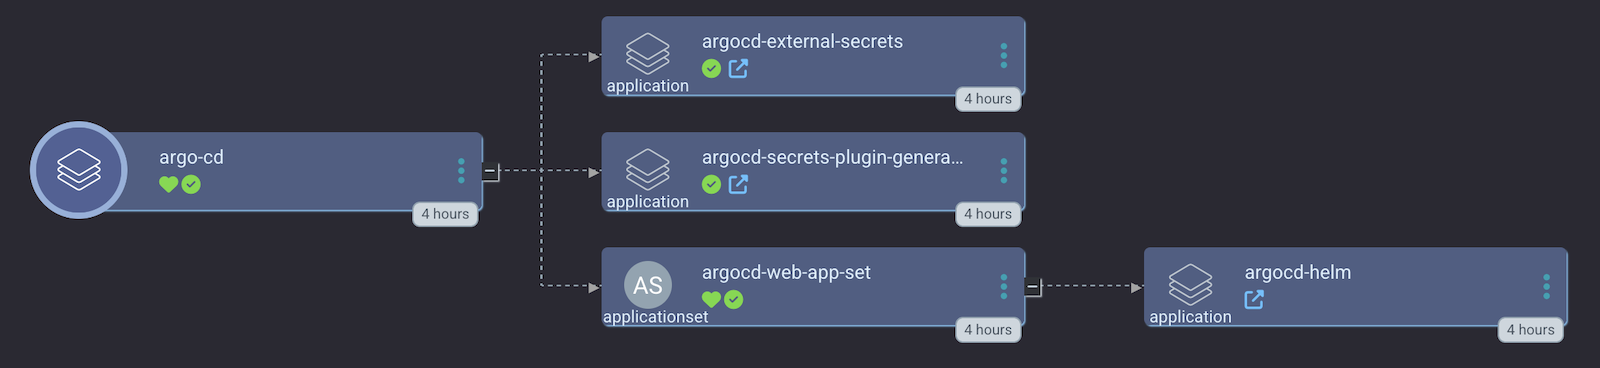 argo-cd
4 hours
argocd-external-secrets
application
4 hours
argocd-secrets-plugin-genera...
application
4 hours
AS
argocd-web-app-set
applicationset
4 hours
argocd-helm
application
4 hours